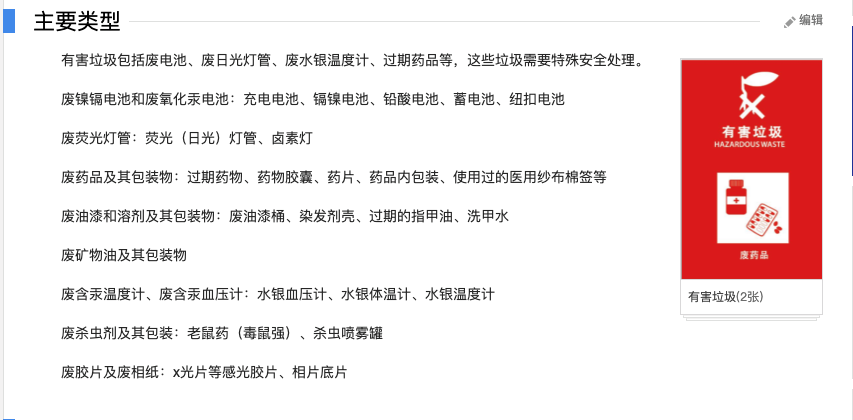 主要类型
编辑
有害垃圾包括废电池、废日光灯管、废水银温度计、过期药品等，这些垃圾需要特殊安全处理。
废镍镉电池和废氧化汞电池：充电电池、镉镍电池、铅酸电池、蓄电池、纽扣电池
废荧光灯管：荧光（日光）灯管、卤素灯
废药品及其包装物：过期药物、药物胶囊、药片、药品内包装、使用过的医用纱布棉签等
废油漆和溶剂及其包装物：废油漆桶、染发剂壳、过期的指甲油、洗甲水
废矿物油及其包装物
废含汞温度计、废含汞血压计：水银血压计、水银体温计、水银温度计
废杀虫剂及其包装：老鼠药（毒鼠强）、杀虫喷雾罐
废胶片及废相纸：x光片等感光胶片、相片底片
有害垃圾
HAZARDOUS WASTE
废药品
有害垃圾(2张)